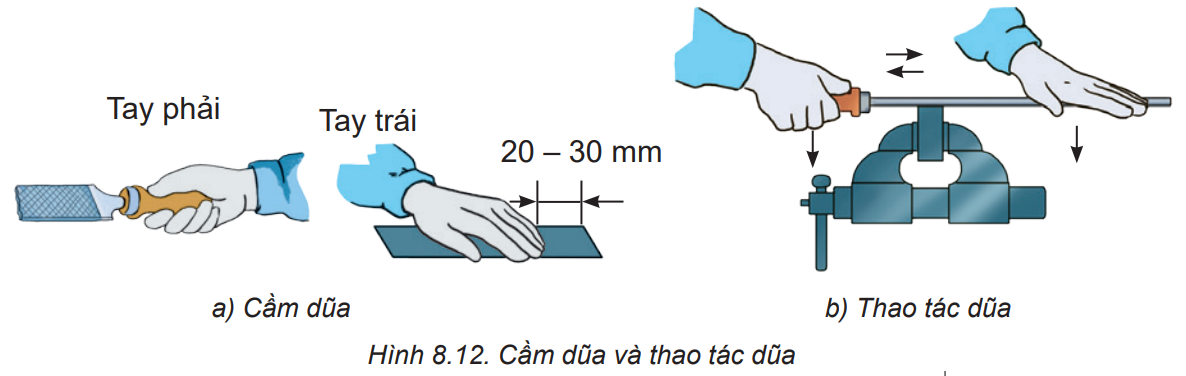 Tay phải
Tay trái
20 – 30 mm
a) Cầm dũa
b) Thao tác dũa
Hình 8.12. Cầm dũa và thao tác dũa